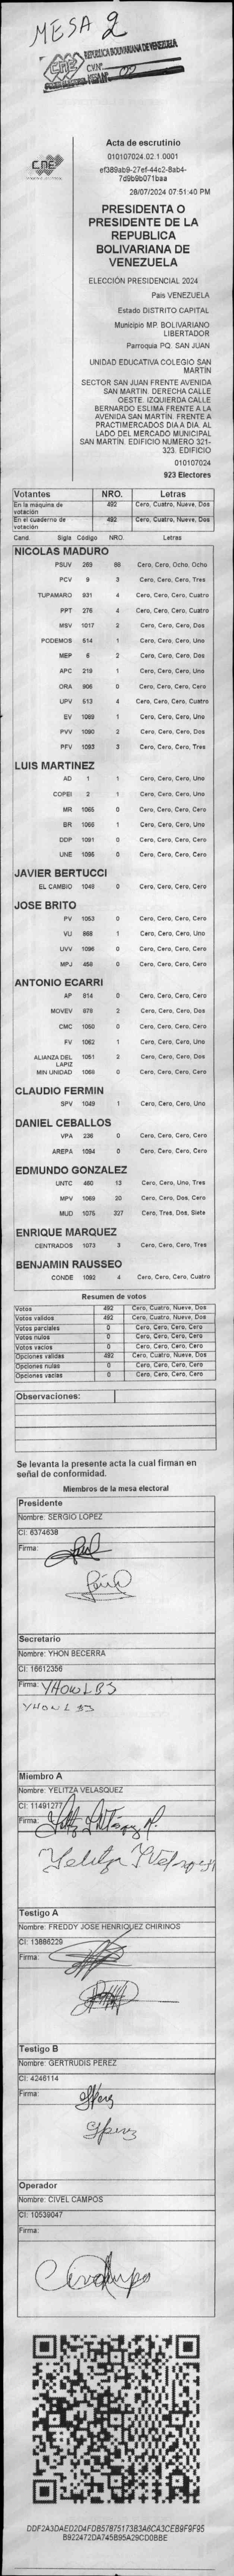 MESA 2
CNE
REPÚBLICA BOLIVARIANA DE VENEZUELA
C.V.Nº
MESA Nº 02
CNE
Acta de escrutinio
010107024.02.1.0001
ef389ab9-27ef-44c2-8ab4-
7d9b9b071baa
28/07/2024 07:51:40 PM
PRESIDENTA O
PRESIDENTE DE LA
REPUBLICA
BOLIVARIANA DE
VENEZUELA
ELECCIÓN PRESIDENCIAL 2024
Pais VENEZUELA
Estado DISTRITO CAPITAL
Municipio MP. BOLIVARIANO
LIBERTADOR
Parroquia PQ. SAN JUAN
UNIDAD EDUCATIVA COLEGIO SAN
MARTÍN
SECTOR SAN JUAN FRENTE AVENIDA
SAN MARTÍN. DERECHA CALLE
OESTE. IZQUIERDA CALLE
BERNARDO ESLIMA FRENTE A LA
AVENIDA SAN MARTÍN. FRENTE A
PRACTIMERCADOS DIA A DIA. AL
LADO DEL MERCADO MUNICIPAL
SAN MARTÍN. EDIFICIO NUMERO 321-
323. EDIFICIO
010107024
923 Electores
Votantes NRO. Letras
En la máquina de votación 492 Cero, Cuatro, Nueve, Dos
En el cuaderno de votación 492 Cero, Cuatro, Nueve, Dos
Cand. Sigla Código NRO. Letras
NICOLAS MADURO
PSUV 269 88 Cero, Cero, Ocho, Ocho
PCV 9 3 Cero, Cero, Cero, Tres
TUPAMARO 931 4 Cero, Cero, Cero, Cuatro
PPT 276 4 Cero, Cero, Cero, Cuatro
MSV 1017 2 Cero, Cero, Cero, Dos
PODEMOS 514 1 Cero, Cero, Cero, Uno
MEP 6 2 Cero, Cero, Cero, Dos
APC 219 1 Cero, Cero, Cero, Uno
ORA 906 0 Cero, Cero, Cero, Cero
UPV 513 4 Cero, Cero, Cero, Cuatro
EV 1089 1 Cero, Cero, Cero, Uno
PVV 1090 2 Cero, Cero, Cero, Dos
PFV 1093 3 Cero, Cero, Cero, Tres
LUIS MARTINEZ
AD 1 1 Cero, Cero, Cero, Uno
COPEI 2 1 Cero, Cero, Cero, Uno
MR 1065 0 Cero, Cero, Cero, Cero
BR 1066 1 Cero, Cero, Cero, Uno
DDP 1091 0 Cero, Cero, Cero, Cero
UNE 1095 0 Cero, Cero, Cero, Cero
JAVIER BERTUCCI
EL CAMBIO 1048 0 Cero, Cero, Cero, Cero
JOSE BRITO
PV 1053 0 Cero, Cero, Cero, Cero
VU 868 1 Cero, Cero, Cero, Uno
UVV 1096 0 Cero, Cero, Cero, Cero
MPJ 458 0 Cero, Cero, Cero, Cero
ANTONIO ECARRI
AP 814 0 Cero, Cero, Cero, Cero
MOVEV 878 2 Cero, Cero, Cero, Dos
CMC 1050 0 Cero, Cero, Cero, Cero
FV 1062 1 Cero, Cero, Cero, Uno
ALIANZA DEL LAPIZ 1051 2 Cero, Cero, Cero, Dos
MIN UNIDAD 1068 0 Cero, Cero, Cero, Cero
CLAUDIO FERMIN
SPV 1049 1 Cero, Cero, Cero, Uno
DANIEL CEBALLOS
VPA 236 0 Cero, Cero, Cero, Cero
AREPA 1094 0 Cero, Cero, Cero, Cero
EDMUNDO GONZALEZ
UNTC 460 13 Cero, Cero, Uno, Tres
MPV 1069 20 Cero, Cero, Dos, Cero
MUD 1075 327 Cero, Tres, Dos, Siete
ENRIQUE MARQUEZ
CENTRADOS 1073 3 Cero, Cero, Cero, Tres
BENJAMIN RAUSSEO
CONDE 1092 4 Cero, Cero, Cero, Cuatro
Resumen de votos
Votos 492 Cero, Cuatro, Nueve, Dos
Votos validos 492 Cero, Cuatro, Nueve, Dos
Votos parciales 0 Cero, Cero, Cero, Cero
Votos nulos 0 Cero, Cero, Cero, Cero
Votos vacios 0 Cero, Cero, Cero, Cero
Opciones validas 492 Cero, Cuatro, Nueve, Dos
Opciones nulas 0 Cero, Cero, Cero, Cero
Opciones vacias 0 Cero, Cero, Cero, Cero
Observaciones:
Se levanta la presente acta la cual firman en
señal de conformidad.
Miembros de la mesa electoral
Presidente
Nombre: SERGIO LOPEZ
CI: 6374638
Firma:
Secretario
Nombre: YHON BECERRA
CI: 16612356
Firma: YHOWLBS
YHONLBS
Miembro A
Nombre: YELITZA VELASQUEZ
CI: 11491277
Firma:
Yelitza Velasquez
Testigo A
Nombre: FREDDY JOSE HENRIQUEZ CHIRINOS
CI: 13886229
Firma:
Testigo B
Nombre: GERTRUDIS PEREZ
CI: 4246114
Firma: GPerez
GPerez
Operador
Nombre: CIVEL CAMPOS
CI: 10539047
Firma:
DDF2A3DAED2D4FDB57875173B3A6CA3CEB9F9F95
B922472DA745B95A29CD0BBE